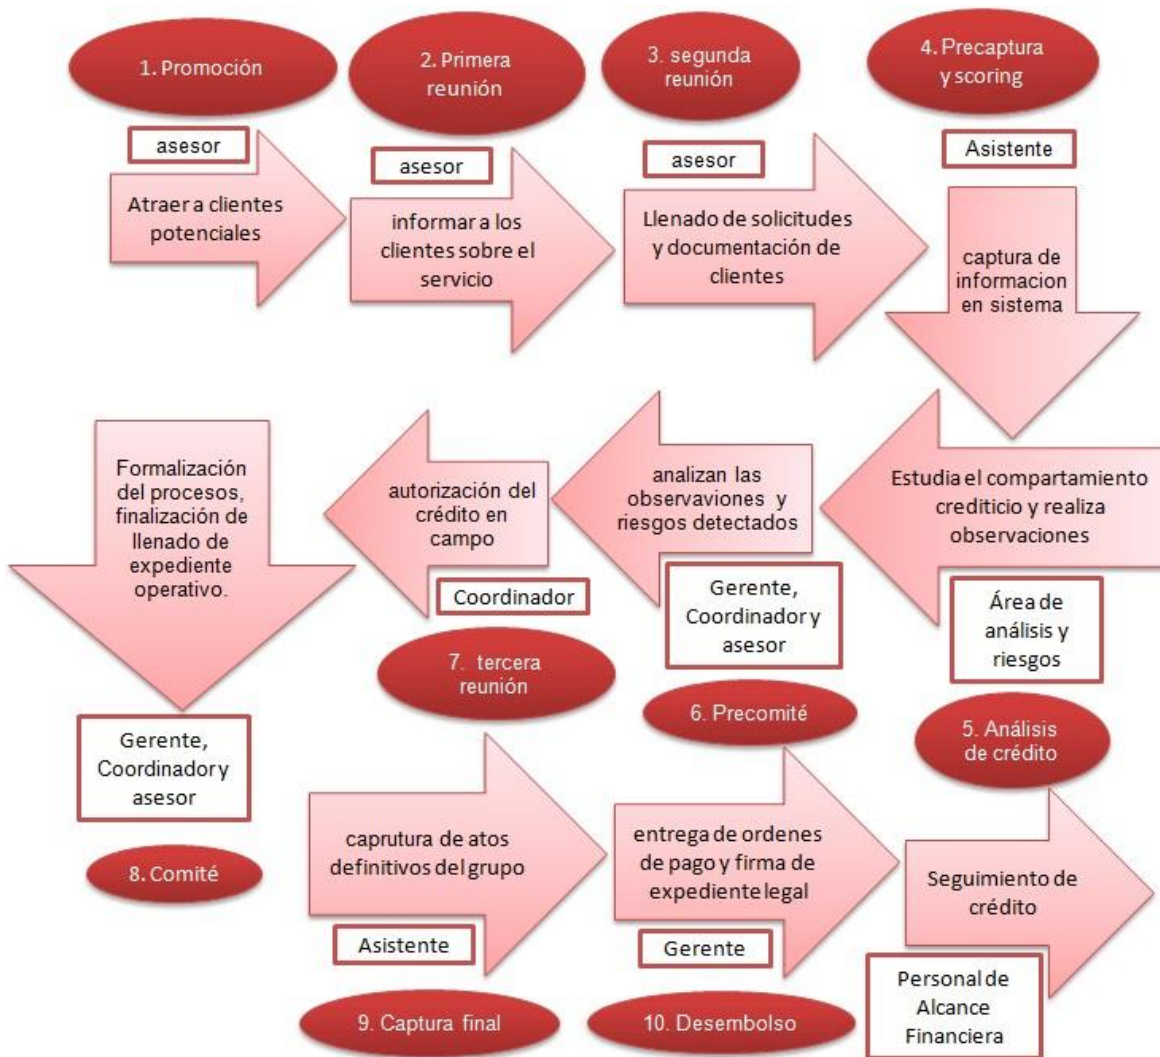 1. Promoción
asesor
Atraer a clientes
potenciales
2. Primera
reunión
asesor
informar a los
clientes sobre el
servicio
3. segunda
reunión
asesor
Llenado de solicitudes
y documentación de
clientes
4. Precaptura
y scoring
Asistente
captura de
informacion
en sistema
Estudia el compartamiento
crediticio y realiza
observaciones
Área de
análisis y
riesgos
5. Análisis
de crédito
analizan las
observaviones y
riesgos detectados
Gerente,
Coordinador y
asesor
6. Precomité
autorización del
crédito en
campo
Coordinador
7. tercera
reunión
Formalización
del procesos,
finalización de
llenado de
expediente
operativo.
Gerente,
Coordinador y
asesor
8. Comité
caprutura de atos
definitivos del grupo
Asistente
9. Captura final
entrega de ordenes
de pago y firma de
expediente legal
Gerente
10. Desembolso
Seguimiento de
crédito
Personal de
Alcance
Financiera